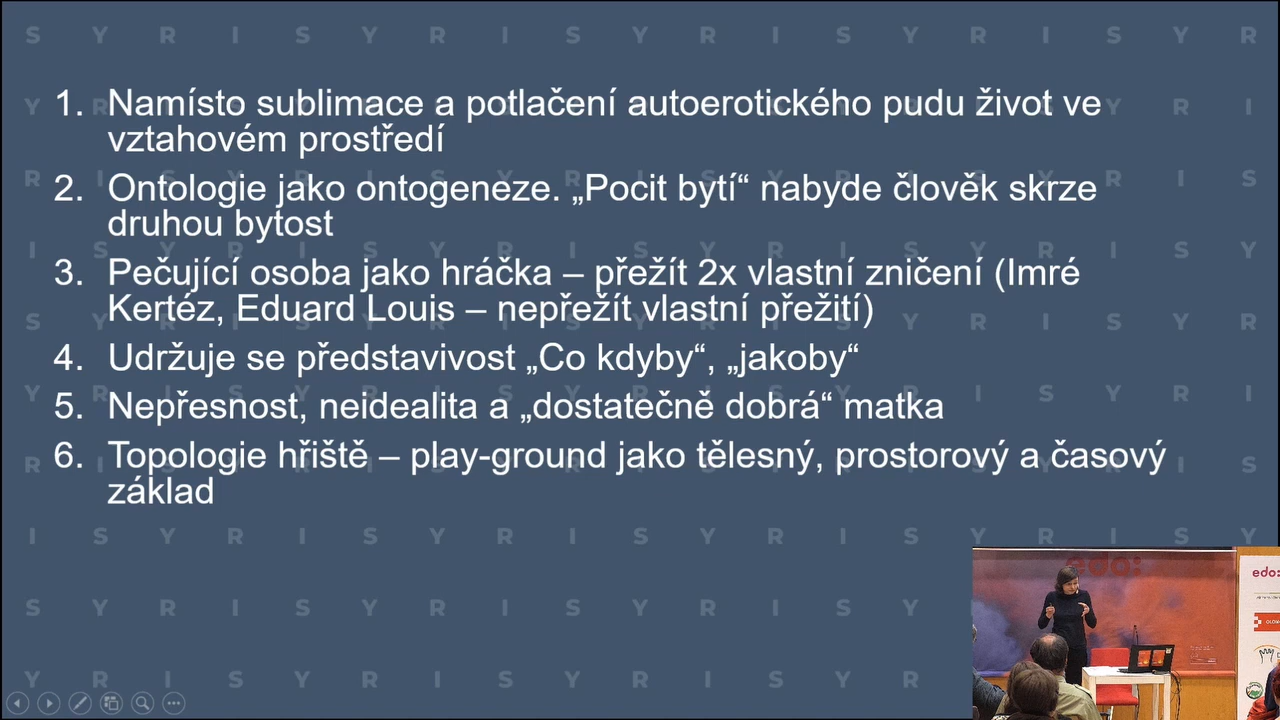 1. Namísto sublimace a potlačení autoerotického pudu život ve
vztahovém prostředí
2. Ontologie jako ontogeneze. „Pocit bytí“ nabyde člověk skrze
druhou bytost
3. Pečující osoba jako hráčka – přežít 2x vlastní zničení (Imré
Kertéz, Eduard Louis – nepřežít vlastní přežití)
4. Udržuje se představivost „Co kdyby“, „jakoby“
5. Nepřesnost, neidealita a „dostatečně dobrá“ matka
6. Topologie hřiště – play-ground jako tělesný, prostorový a časový
základ
edo:
edo: